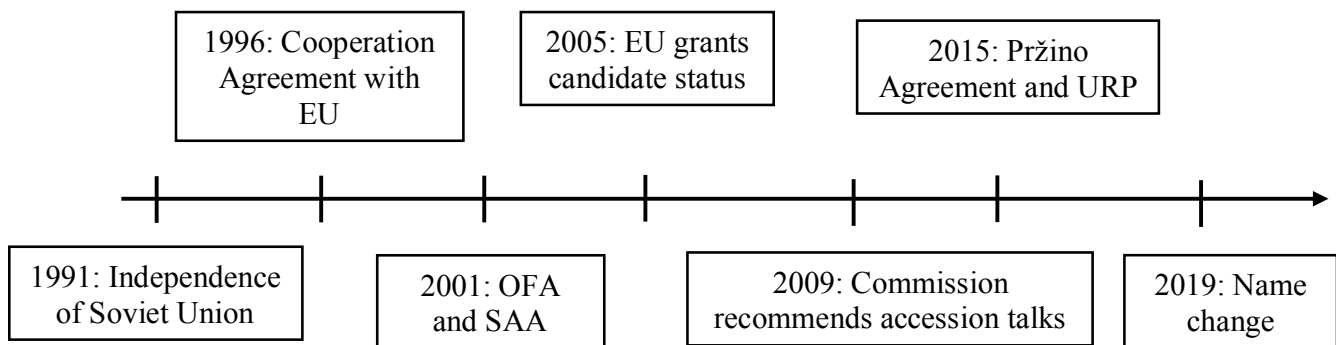 1996: Cooperation
Agreement with
EU
2005: EU grants
candidate status
2015: Pržino
Agreement and URP
1991: Independence
of Soviet Union
2001: OFA
and SAA
2009: Commission
recommends accession talks
2019: Name
change